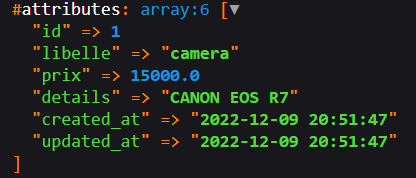 #attributes: array:6 [▼
"id" => 1
"libelle" => "camera"
"prix" => 15000.0
"details" => "CANON EOS R7"
"created_at" => "2022-12-09 20:51:47"
"updated_at" => "2022-12-09 20:51:47"
]